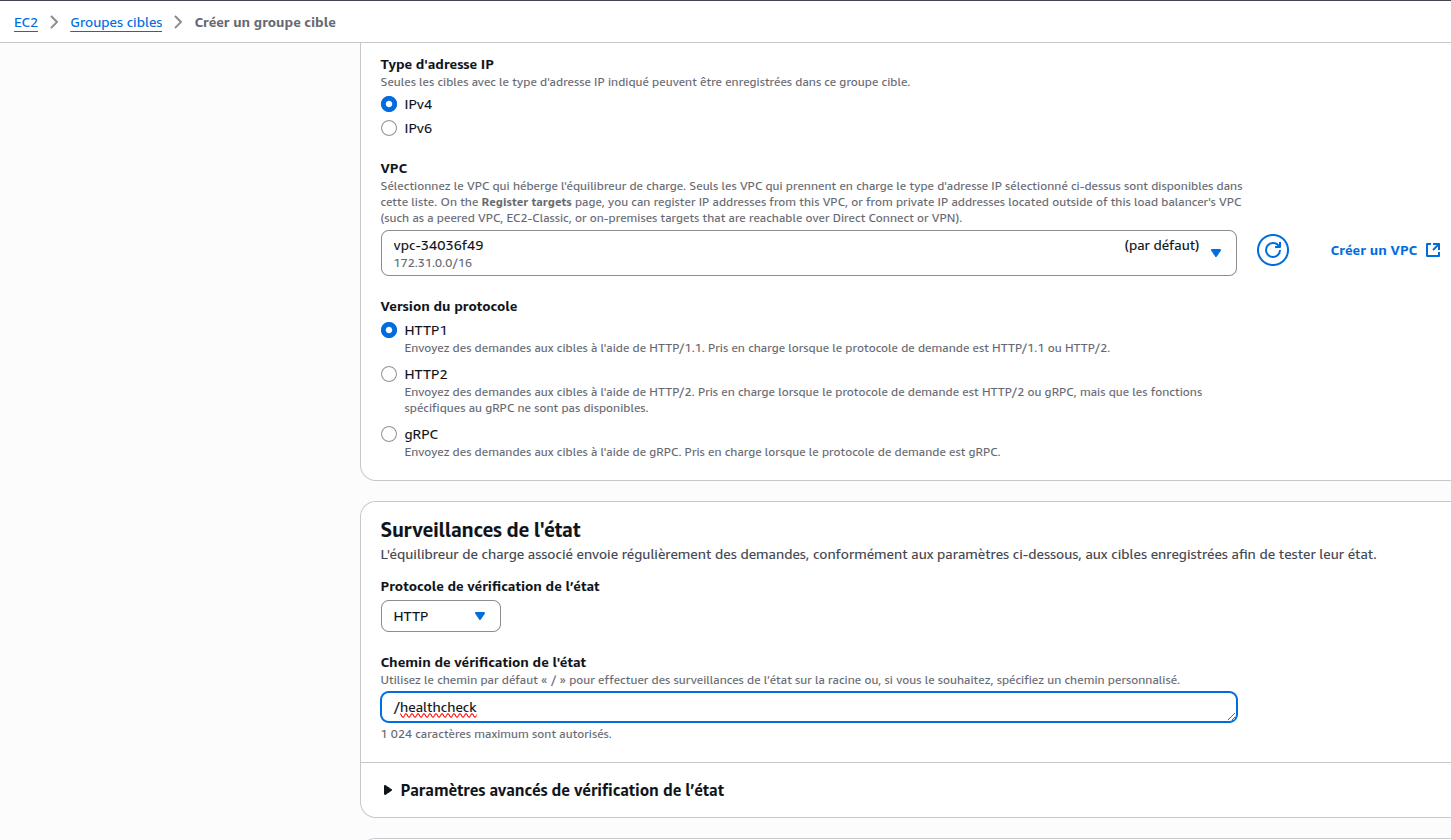 EC2 > Groupes cibles > Créer un groupe cible
Type d'adresse IP
Seules les cibles avec le type d'adresse IP indiqué peuvent être enregistrées dans ce groupe cible.
IPv4
IPv6
VPC
Sélectionnez le VPC qui héberge l'équilibreur de charge. Seuls les VPC qui prennent en charge le type d'adresse IP sélectionné ci-dessus sont disponibles dans
cette liste. On the Register targets page, you can register IP addresses from this VPC, or from private IP addresses located outside of this load balancer's VPC
(such as a peered VPC, EC2-Classic, or on-premises targets that are reachable over Direct Connect or VPN).
vpc-34036f49 (par défaut)
172.31.0.0/16
Créer un VPC
Version du protocole
HTTP1
Envoyez des demandes aux cibles à l'aide de HTTP/1.1. Pris en charge lorsque le protocole de demande est HTTP/1.1 ou HTTP/2.
HTTP2
Envoyez des demandes aux cibles à l'aide de HTTP/2. Pris en charge lorsque le protocole de demande est HTTP/2 ou gRPC, mais que les fonctions
spécifiques au gRPC ne sont pas disponibles.
gRPC
Envoyez des demandes aux cibles à l'aide de gRPC. Pris en charge lorsque le protocole de demande est gRPC.
Surveillances de l'état
L'équilibreur de charge associé envoie régulièrement des demandes, conformément aux paramètres ci-dessous, aux cibles enregistrées afin de tester leur état.
Protocole de vérification de l’état
HTTP
Chemin de vérification de l'état
Utilisez le chemin par défaut « / » pour effectuer des surveillances de l'état sur la racine ou, si vous le souhaitez, spécifiez un chemin personnalisé.
/healthcheck
1 024 caractères maximum sont autorisés.
Paramètres avancés de vérification de l’état